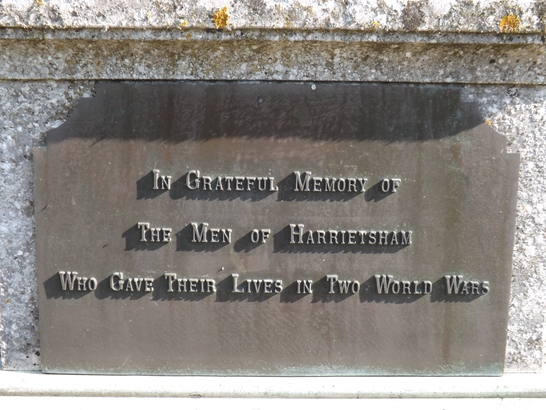 In Grateful Memory of
The Men of Harrietsham
Who Gave Their Lives in Two World Wars